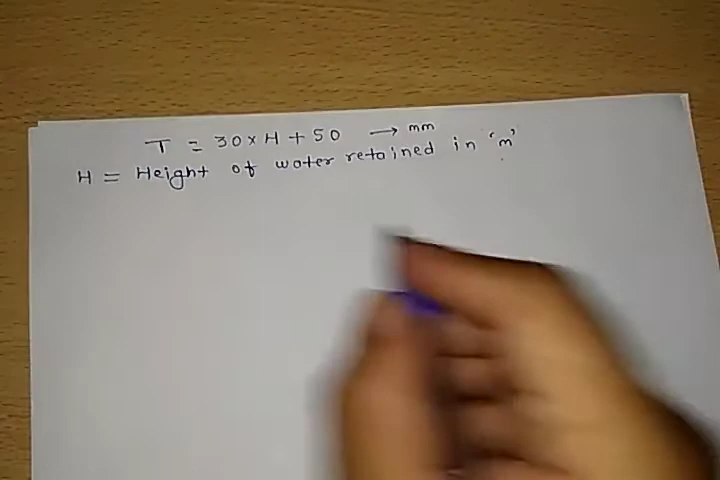 T = 30 × H + 50 → mm
H = Height of water retained in 'm'